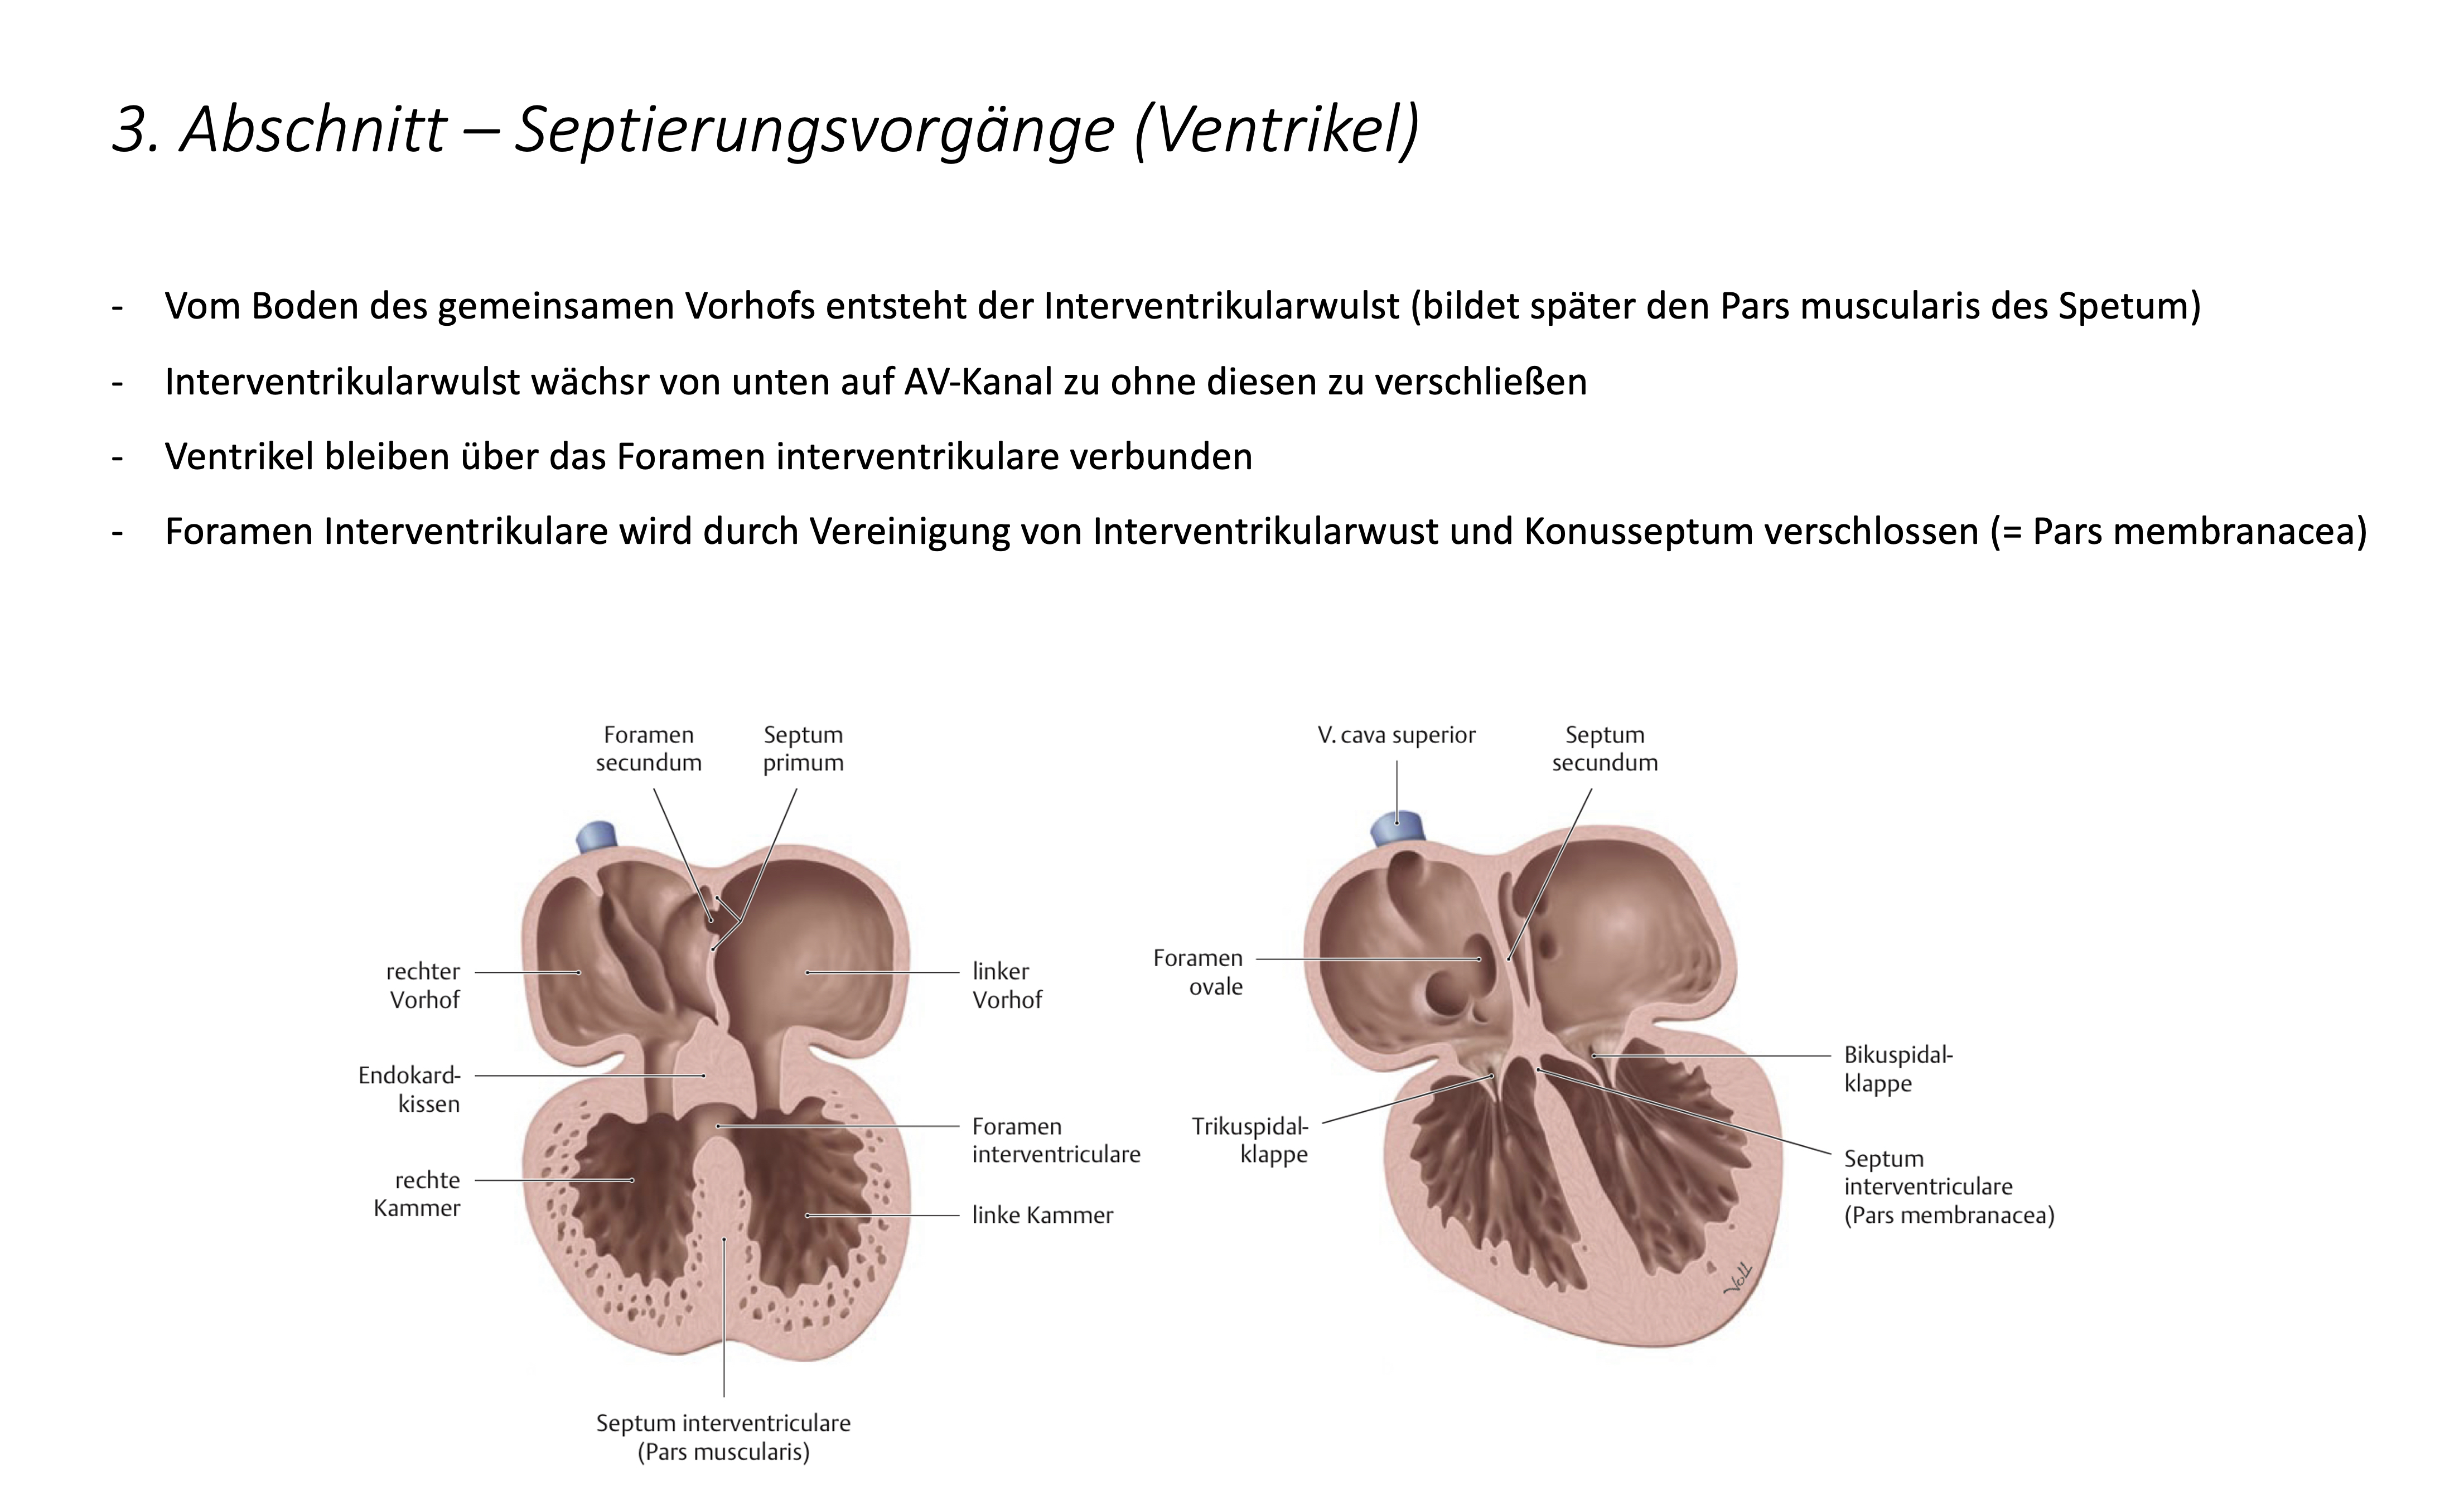 3. Abschnitt – Septierungsvorgänge (Ventrikel)
- Vom Boden des gemeinsamen Vorhofs entsteht der Interventrikularwulst (bildet später den Pars muscularis des Spetum)
- Interventrikularwulst wächsr von unten auf AV-Kanal zu ohne diesen zu verschließen
- Ventrikel bleiben über das Foramen interventrikulare verbunden
- Foramen Interventrikulare wird durch Vereinigung von Interventrikularwust und Konusseptum verschlossen (= Pars membranacea)
Foramen
secundum
Septum
primum
rechter
Vorhof
linker
Vorhof
Endokard-
kissen
Foramen
interventriculare
rechte
Kammer
linke Kammer
Septum interventriculare
(Pars muscularis)
V. cava superior
Septum
secundum
Foramen
ovale
Bikuspidal-
klappe
Trikuspidal-
klappe
Septum
interventriculare
(Pars membranacea)
Voll